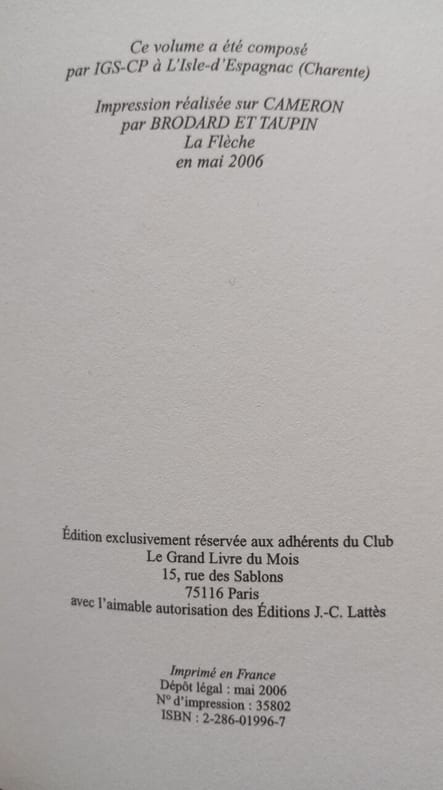 Ce volume a été composé
par IGS-CP à L'Isle-d'Espagnac (Charente)
Impression réalisée sur CAMERON
par BRODARD ET TAUPIN
La Flèche
en mai 2006
Édition exclusivement réservée aux adhérents du Club
Le Grand Livre du Mois
15, rue des Sablons
75116 Paris
avec l'aimable autorisation des Éditions J.-C. Lattès
Imprimé en France
Dépôt légal : mai 2006
N° d'impression : 35802
ISBN : 2-286-01996-7